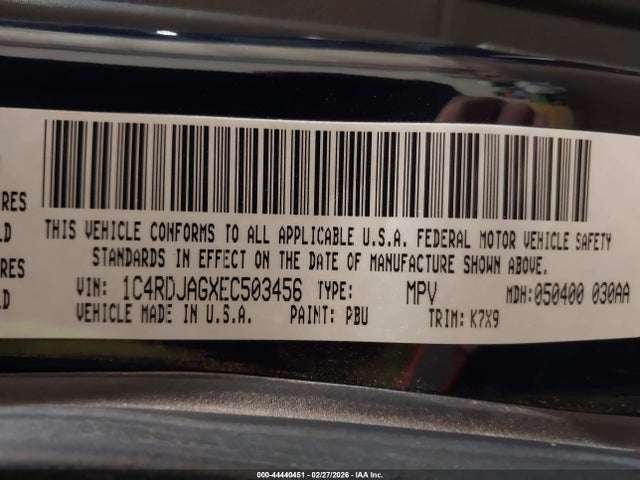 RES
LD
RES
LD
THIS VEHICLE CONFORMS TO ALL APPLICABLE U.S.A. FEDERAL MOTOR VEHICLE SAFETY
STANDARDS IN EFFECT ON THE DATE OF MANUFACTURE SHOWN ABOVE.
VIN: 1C4RDJAGXEC503456 TYPE: MPV MDH:050400 030AA
VEHICLE MADE IN U.S.A. PAINT: PBU TRIM: K7X9
000-44440451 - 02/27/2026 - IAA Inc.